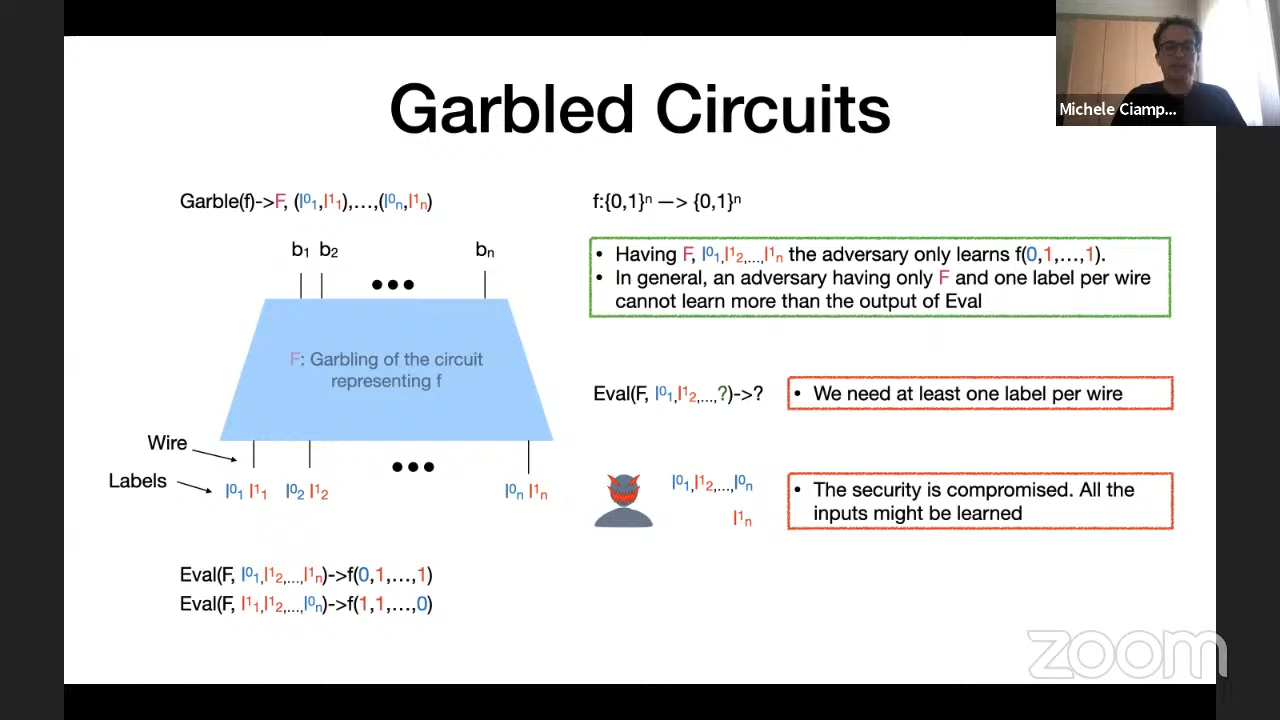 Garbled Circuits
Michele Ciamp...
Garble(f)->F, (l⁰₁,l¹₁),...,(l⁰ₙ,l¹ₙ)
f:{0,1}ⁿ —> {0,1}ⁿ
b₁ b₂ bₙ
F: Garbling of the circuit
representing f
Wire
Labels
l⁰₁ l¹₁ l⁰₂ l¹₂ l⁰ₙ l¹ₙ
Eval(F, l⁰₁,l¹₂,...,l¹ₙ)->f(0,1,...,1)
Eval(F, l¹₁,l¹₂,...,l⁰ₙ)->f(1,1,...,0)
• Having F, l⁰₁,l¹₂,...,l¹ₙ the adversary only learns f(0,1,...,1).
• In general, an adversary having only F and one label per wire
cannot learn more than the output of Eval
Eval(F, l⁰₁,l¹₂,...,?)->?
• We need at least one label per wire
l⁰₁,l¹₂,...,l⁰ₙ
l¹ₙ
• The security is compromised. All the
inputs might be learned
zoom